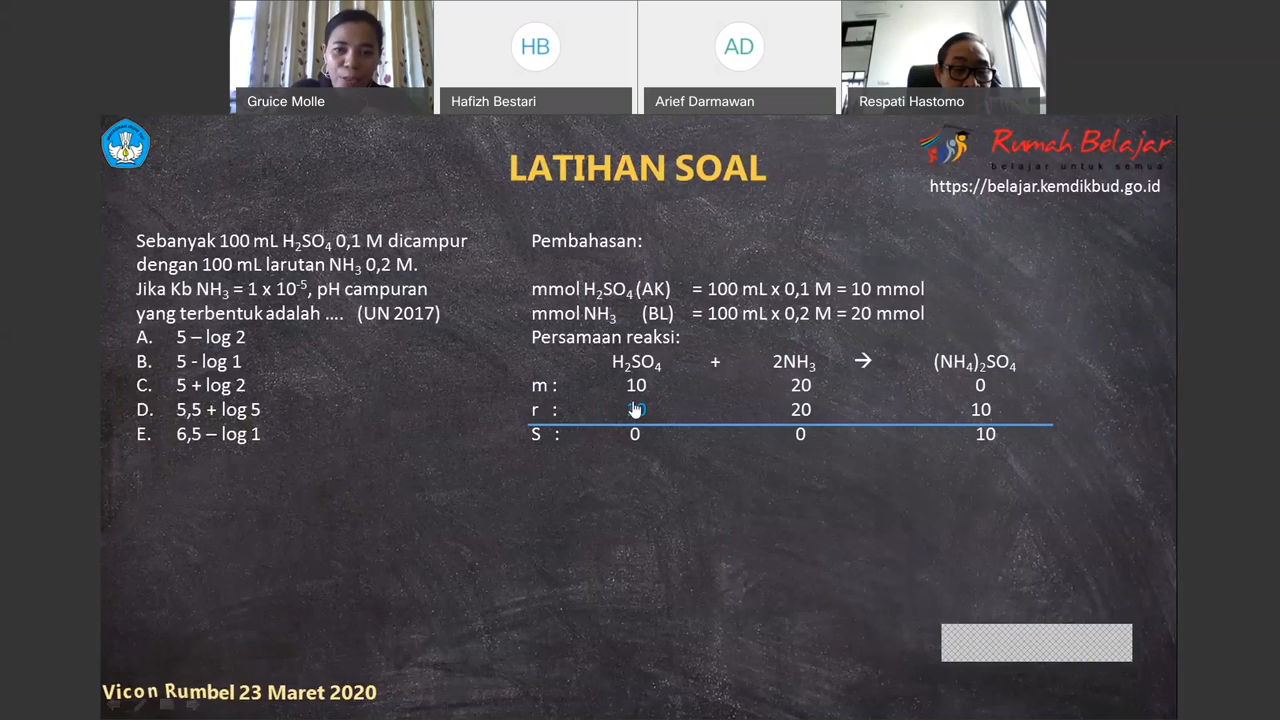 HB
AD
Gruice Molle
Hafizh Bestari
Arief Darmawan
Respati Hastomo
LATIHAN SOAL
Rumah Belajar
belajar untuk semua
https://belajar.kemdikbud.go.id
Sebanyak 100 mL H₂SO₄ 0,1 M dicampur
dengan 100 mL larutan NH₃ 0,2 M.
Jika Kb NH₃ = 1 x 10⁻⁵, pH campuran
yang terbentuk adalah .... (UN 2017)
A. 5 – log 2
B. 5 - log 1
C. 5 + log 2
D. 5,5 + log 5
E. 6,5 – log 1
Pembahasan:
mmol H₂SO₄ (AK) = 100 mL x 0,1 M = 10 mmol
mmol NH₃ (BL) = 100 mL x 0,2 M = 20 mmol
Persamaan reaksi:
H₂SO₄ + 2NH₃ → (NH₄)₂SO₄
m : 10 20 0
r : 10 20 10
S : 0 0 10
Vicon Rumbel 23 Maret 2020